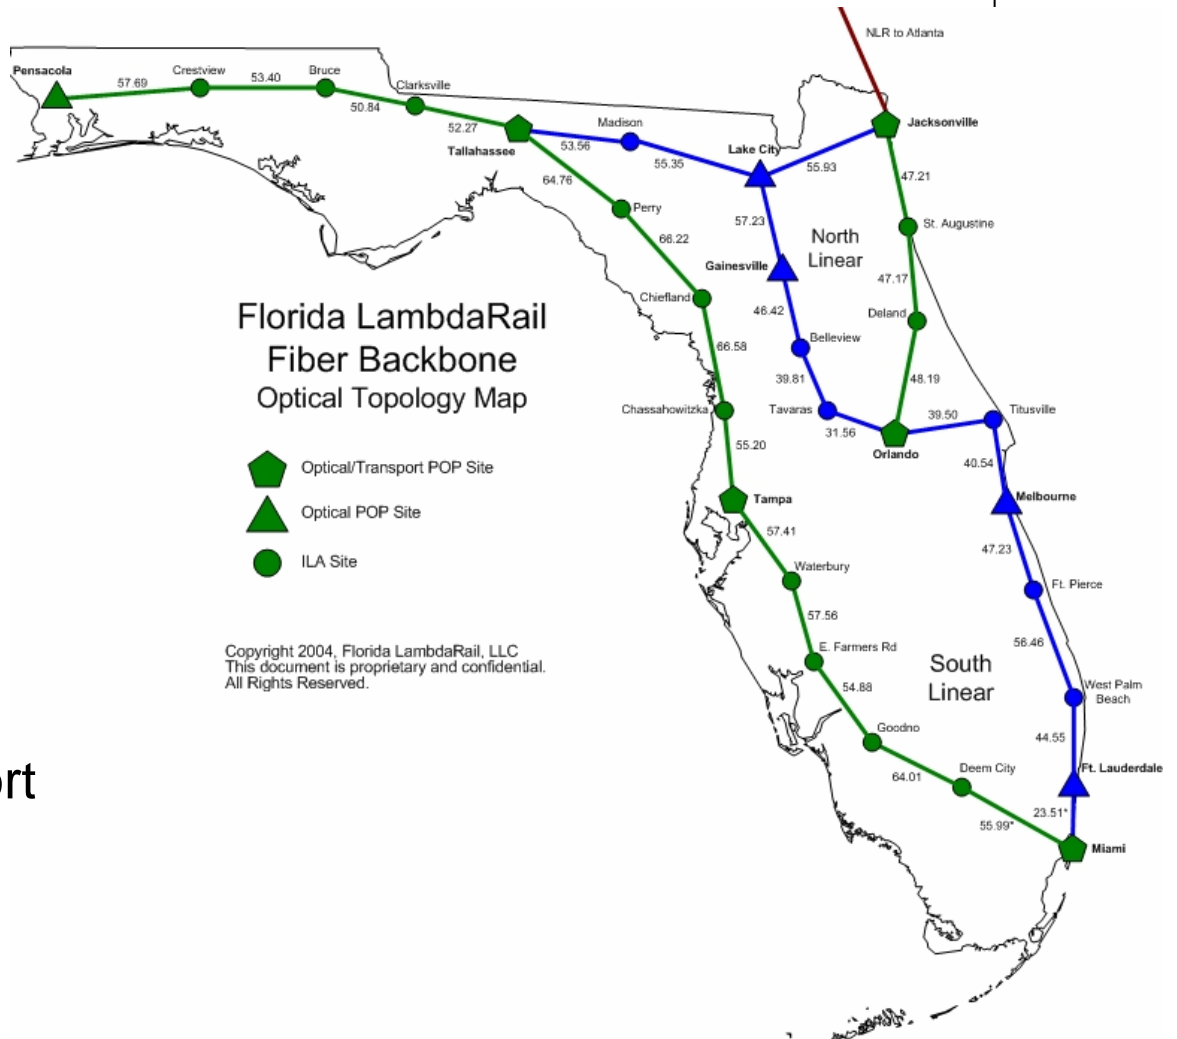 NLR to Atlanta
Pensacola
57.69
Crestview
53.40
Bruce
50.84
Clarksville
52.27
Tallahassee
Madison
53.56
55.35
Lake City
55.93
Jacksonville
64.76
Perry
66.22
47.21
St. Augustine
57.23
North
Linear
Gainesville
47.17
Chiefland
46.42
Deland
Belleview
66.58
39.81
48.19
Florida LambdaRail
Fiber Backbone
Optical Topology Map
Chassahowitzka
Tavaras
31.56
39.50
Titusville
Orlando
55.20
40.54
Optical/Transport POP Site
Tampa
Melbourne
Optical POP Site
57.41
47.23
ILA Site
Waterbury
Ft. Pierce
57.56
56.46
E. Farmers Rd
South
Linear
Copyright 2004, Florida LambdaRail, LLC
This document is proprietary and confidential.
All Rights Reserved.
54.88
West Palm
Beach
Goodno
44.55
64.01
Deem City
Ft. Lauderdale
ort
23.51*
55.99*
Miami